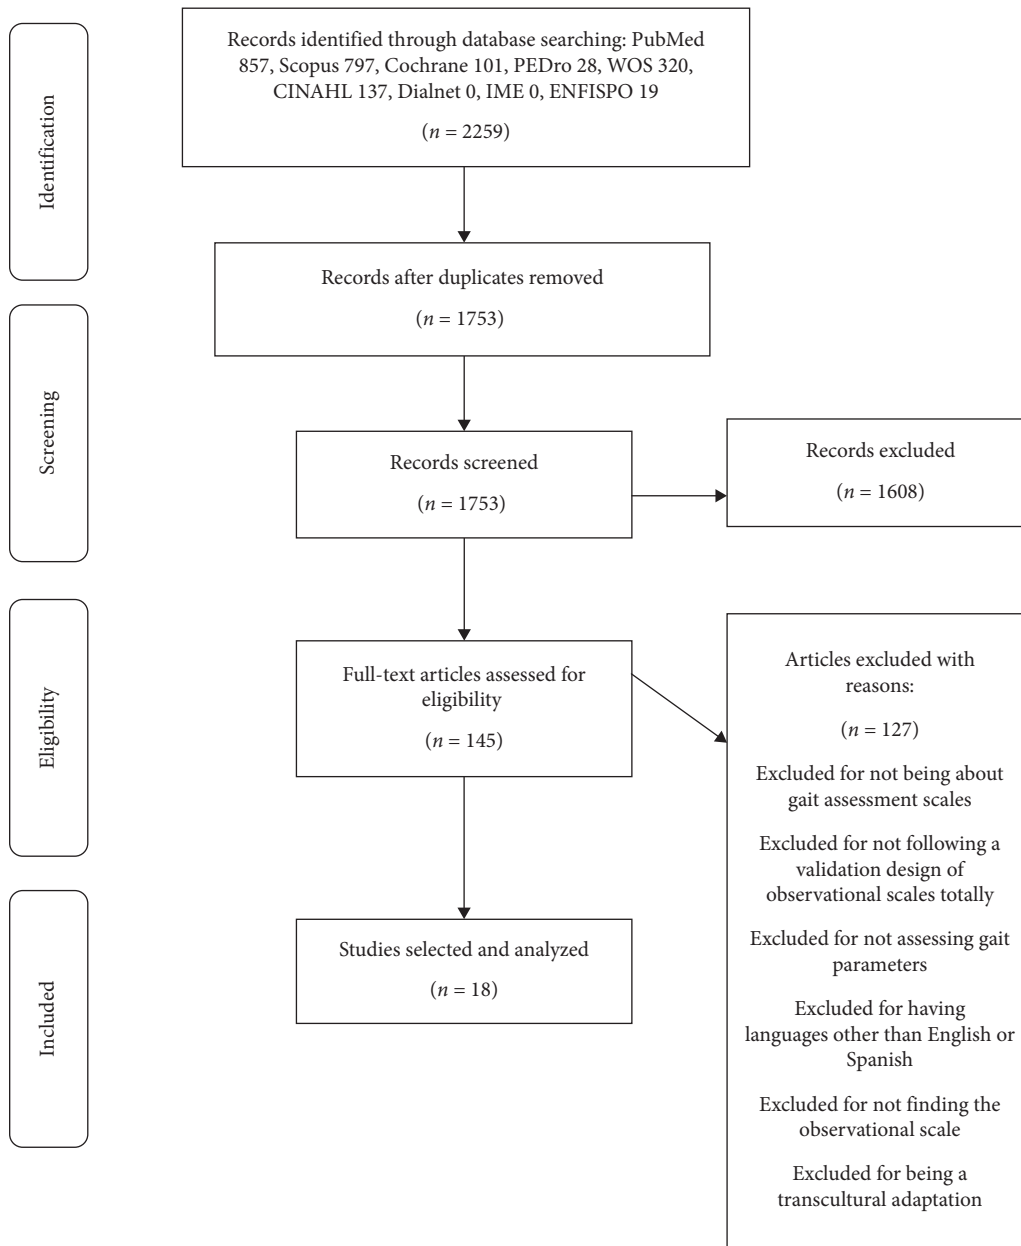 Identification
Records identified through database searching: PubMed
857, Scopus 797, Cochrane 101, PEDro 28, WOS 320,
CINAHL 137, Dialnet 0, IME 0, ENFISPO 19
(n = 2259)
Records after duplicates removed
(n = 1753)
Screening
Records screened
(n = 1753)
Records excluded
(n = 1608)
Eligibility
Full-text articles assessed for
eligibility
(n = 145)
Articles excluded with
reasons:
(n = 127)
Excluded for not being about
gait assessment scales
Excluded for not following a
validation design of
observational scales totally
Excluded for not assessing gait
parameters
Excluded for having
languages other than English or
Spanish
Excluded for not finding the
observational scale
Excluded for being a
transcultural adaptation
Included
Studies selected and analyzed
(n = 18)